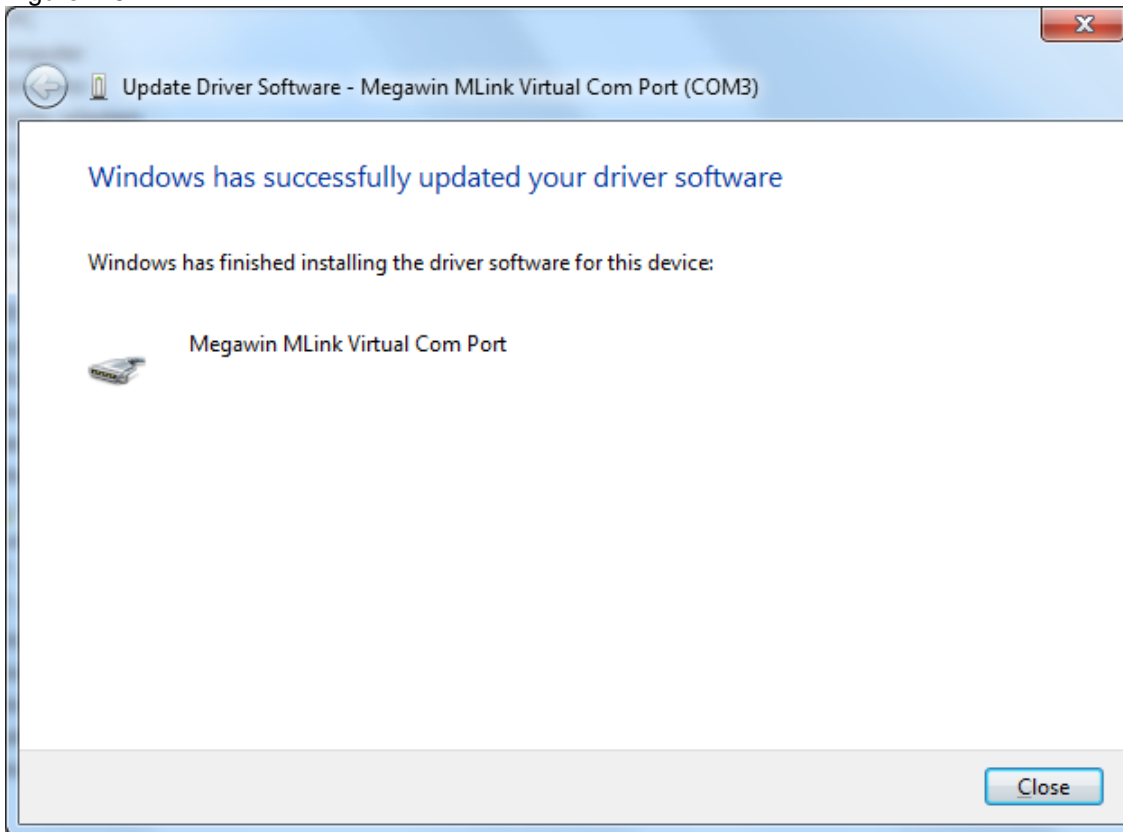 Update Driver Software - Megawin MLink Virtual Com Port (COM3)
Windows has successfully updated your driver software
Windows has finished installing the driver software for this device:
Megawin MLink Virtual Com Port
Close